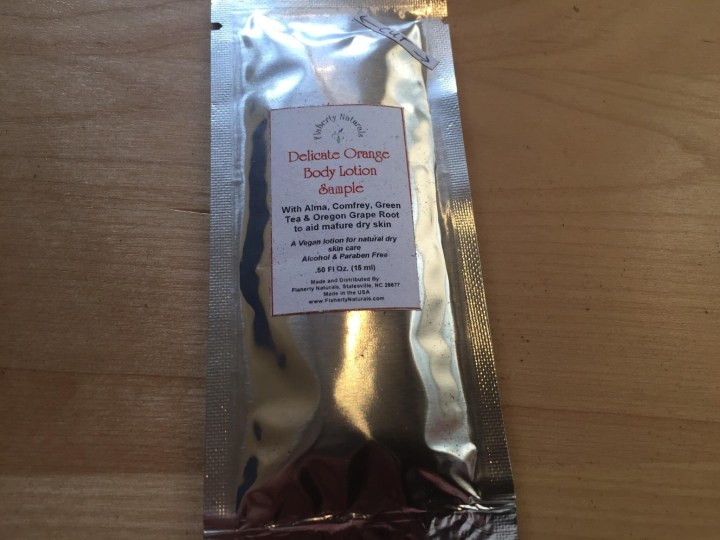 CUT
Flaherty Naturals
Delicate Orange
Body Lotion
Sample
With Alma, Comfrey, Green
Tea & Oregon Grape Root
to aid mature dry skin
A Vegan lotion for natural dry
skin care
Alcohol & Paraben Free
.50 Fl Oz. (15 ml)
Made and Distributed By:
Flaherty Naturals, Statesville, NC 28677
Made in the USA
www.FlahertyNaturals.com